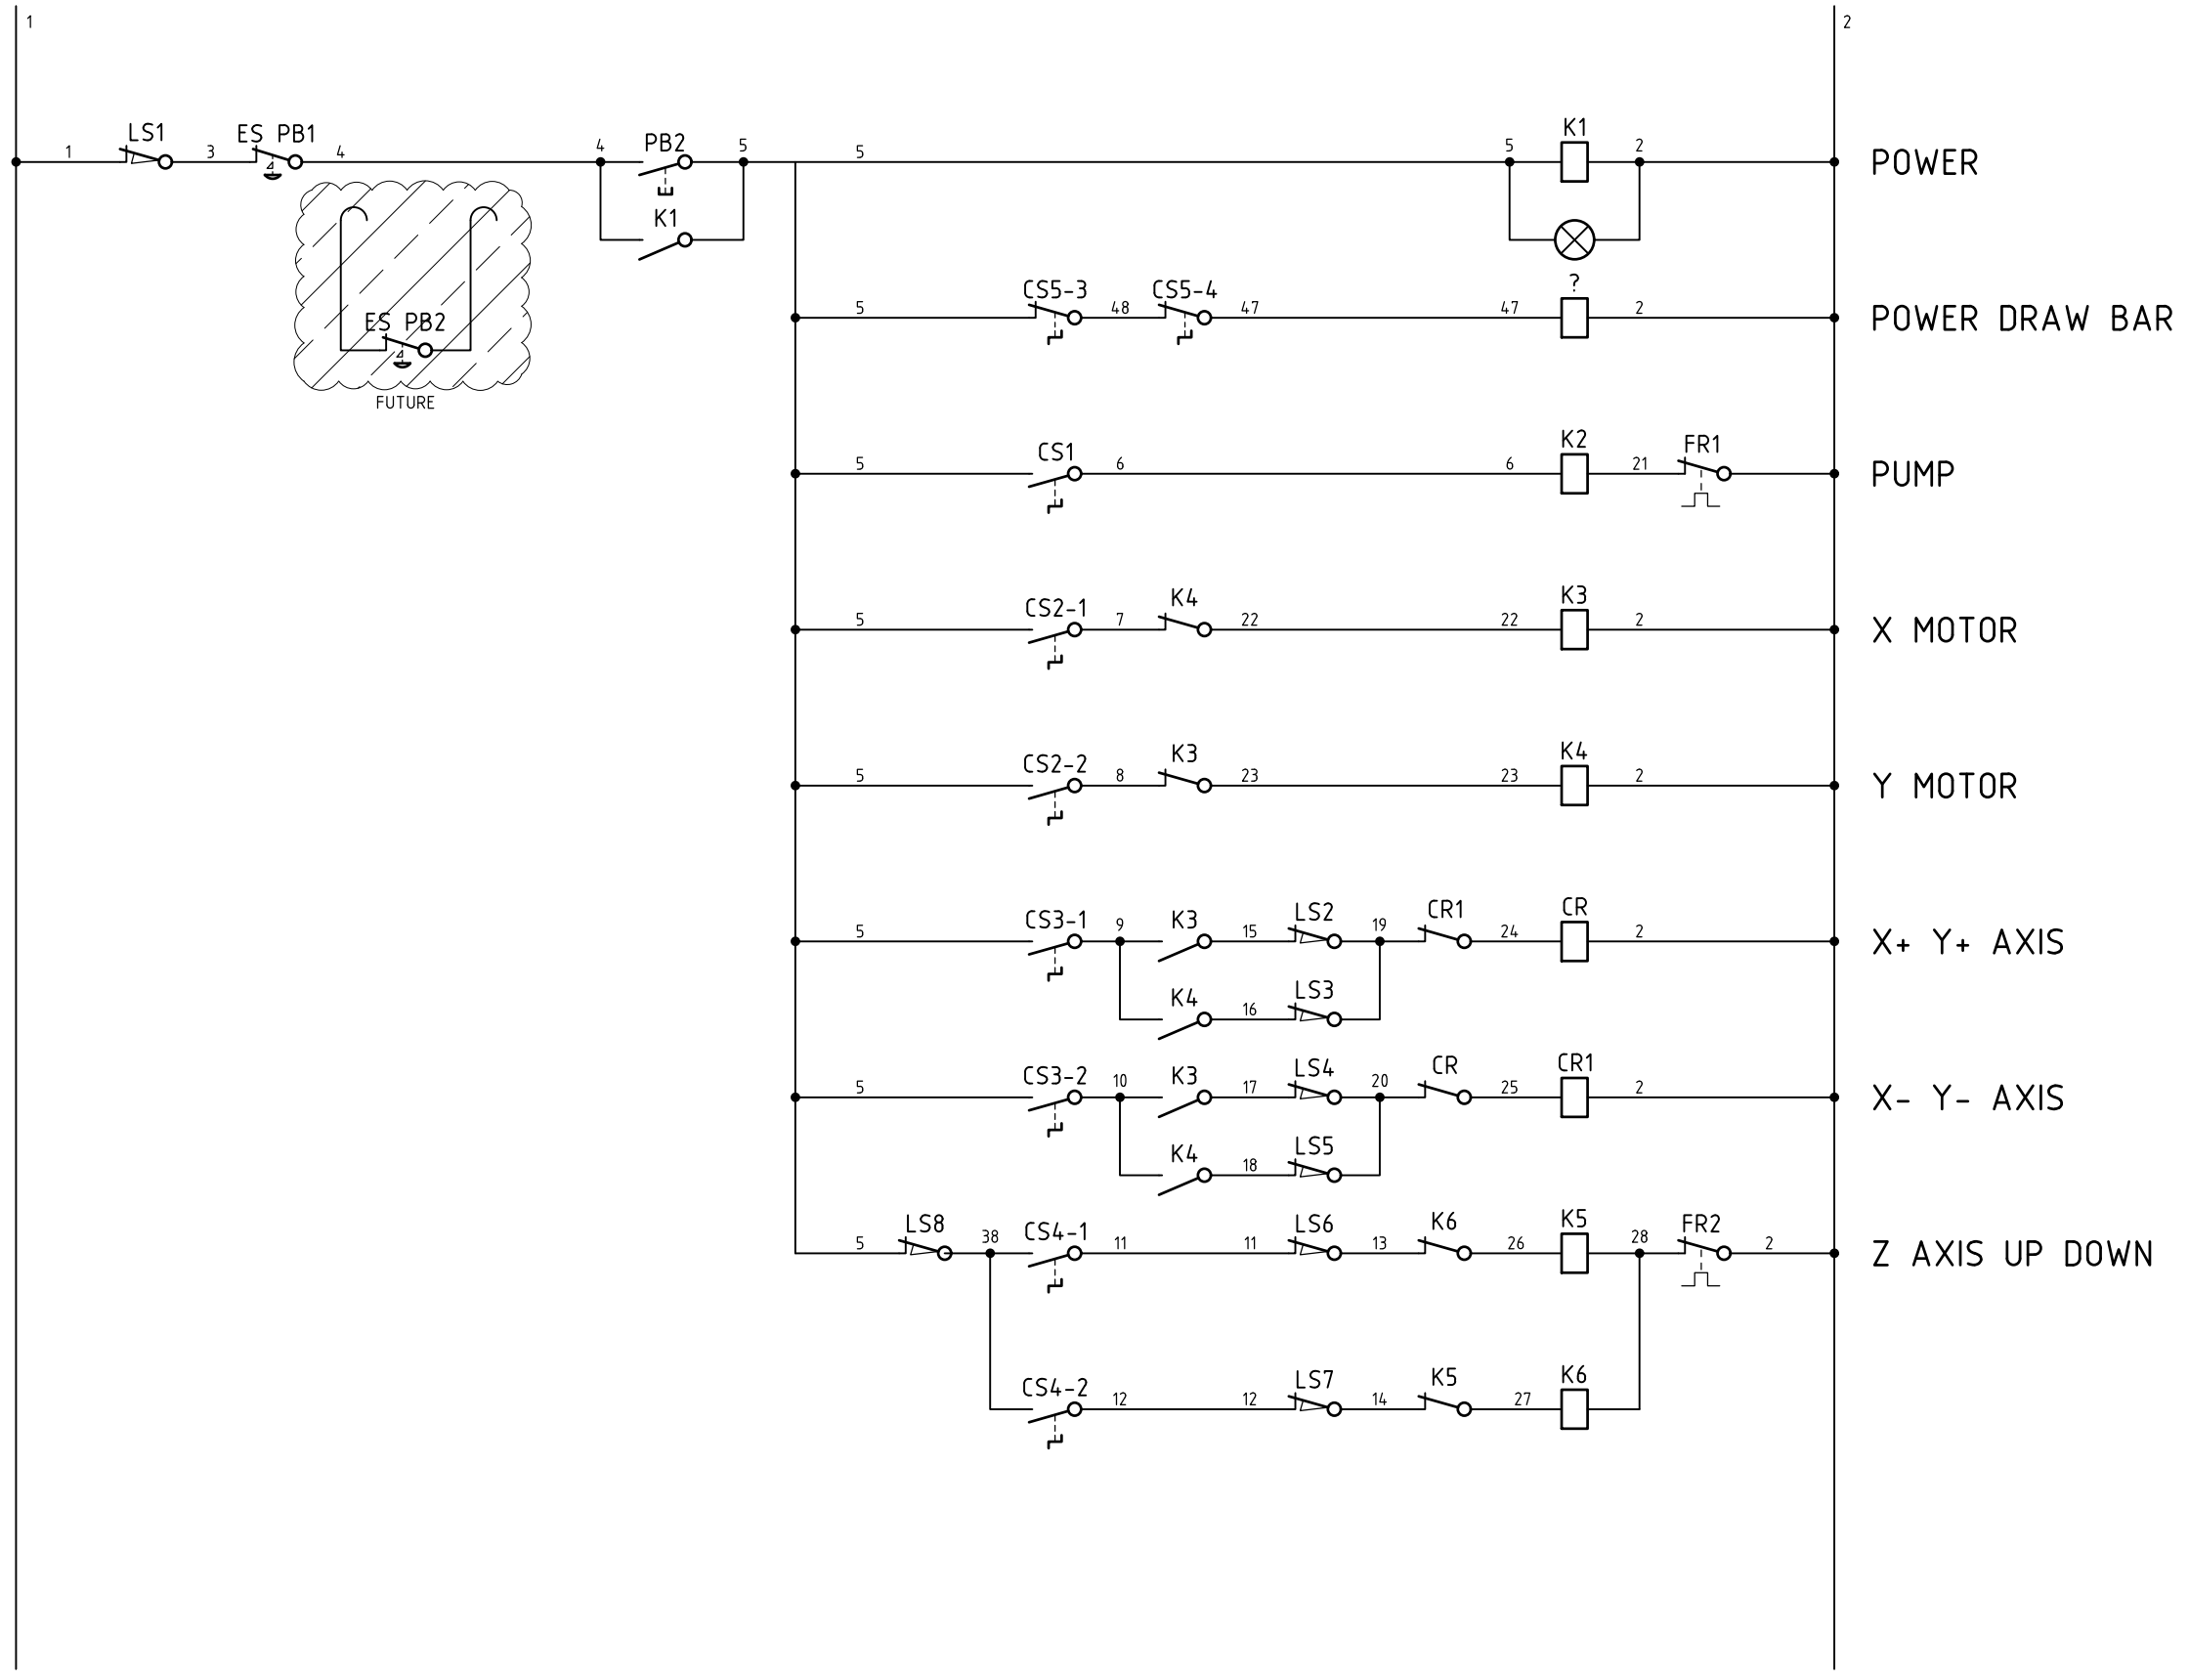 1 2
LS1 ES PB1 PB2 K1
1 3 4 4 5 5 5 2 POWER
K1
ES PB2
FUTURE
CS5-3 CS5-4 ?
5 48 47 47 2 POWER DRAW BAR
CS1 K2 FR1
5 6 6 21 PUMP
CS2-1 K4 K3
5 7 22 22 2 X MOTOR
CS2-2 K3 K4
5 8 23 23 2 Y MOTOR
CS3-1 K3 LS2 CR1 CR
5 9 15 19 24 2 X+ Y+ AXIS
K4 LS3
16
CS3-2 K3 LS4 CR CR1
5 10 17 20 25 2 X- Y- AXIS
K4 LS5
18
LS8 CS4-1 LS6 K6 K5 FR2
5 38 11 11 13 26 28 2 Z AXIS UP DOWN
CS4-2 LS7 K5 K6
12 12 14 27